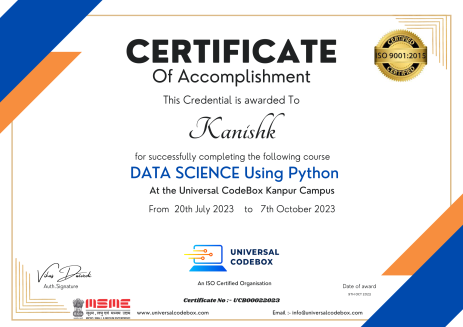 CERTIFICATE
Of Accomplishment
CERTIFIED
ISO 9001:2015
CERTIFIED
This Credential is awarded To
Kanishk
for successfully completing the following course
DATA SCIENCE Using Python
At the Universal CodeBox Kanpur Campus
From 20th July 2023 to 7th October 2023
UNIVERSAL
CODEBOX
An ISO Certified Organisation
Auth.Signature
Date of award
Certificate No :- UCB00022023
MSME
www.universalcodebox.com
Email :- info@universalcodebox.com